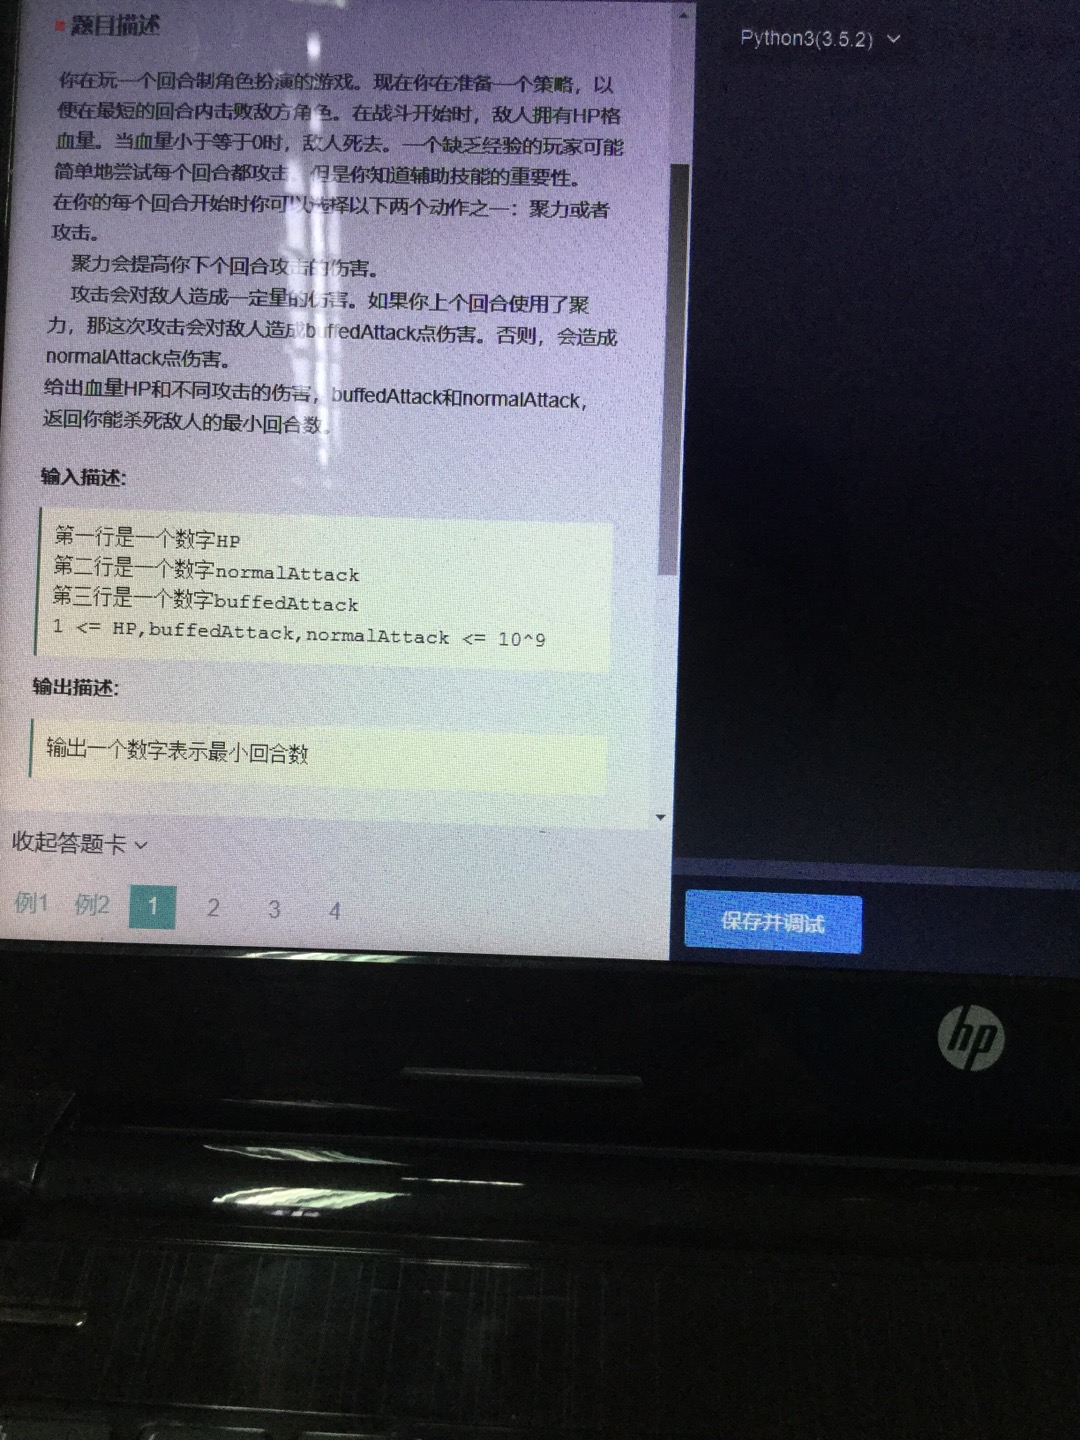 题目描述
Python3(3.5.2)
你在玩一个回合制角色扮演的游戏。现在你在准备一个策略，以
便在最短的回合内击败敌方角色。在战斗开始时，敌人拥有HP格
血量。当血量小于等于0时，敌人死去。一个缺乏经验的玩家可能
简单地尝试每个回合都攻击。但是你知道辅助技能的重要性。
在你的每个回合开始时你可以选择以下两个动作之一：聚力或者
攻击。
聚力会提高你下个回合攻击的伤害。
攻击会对敌人造成一定量的伤害。如果你上个回合使用了聚
力，那这次攻击会对敌人造成buffedAttack点伤害。否则，会造成
normalAttack点伤害。
给出血量HP和不同攻击的伤害，buffedAttack和normalAttack，
返回你能杀死敌人的最小回合数。
输入描述:
第一行是一个数字HP
第二行是一个数字normalAttack
第三行是一个数字buffedAttack
1 <= HP,buffedAttack,normalAttack <= 10^9
输出描述:
输出一个数字表示最小回合数
收起答题卡
例1 例2 1 2 3 4
保存并调试
hp